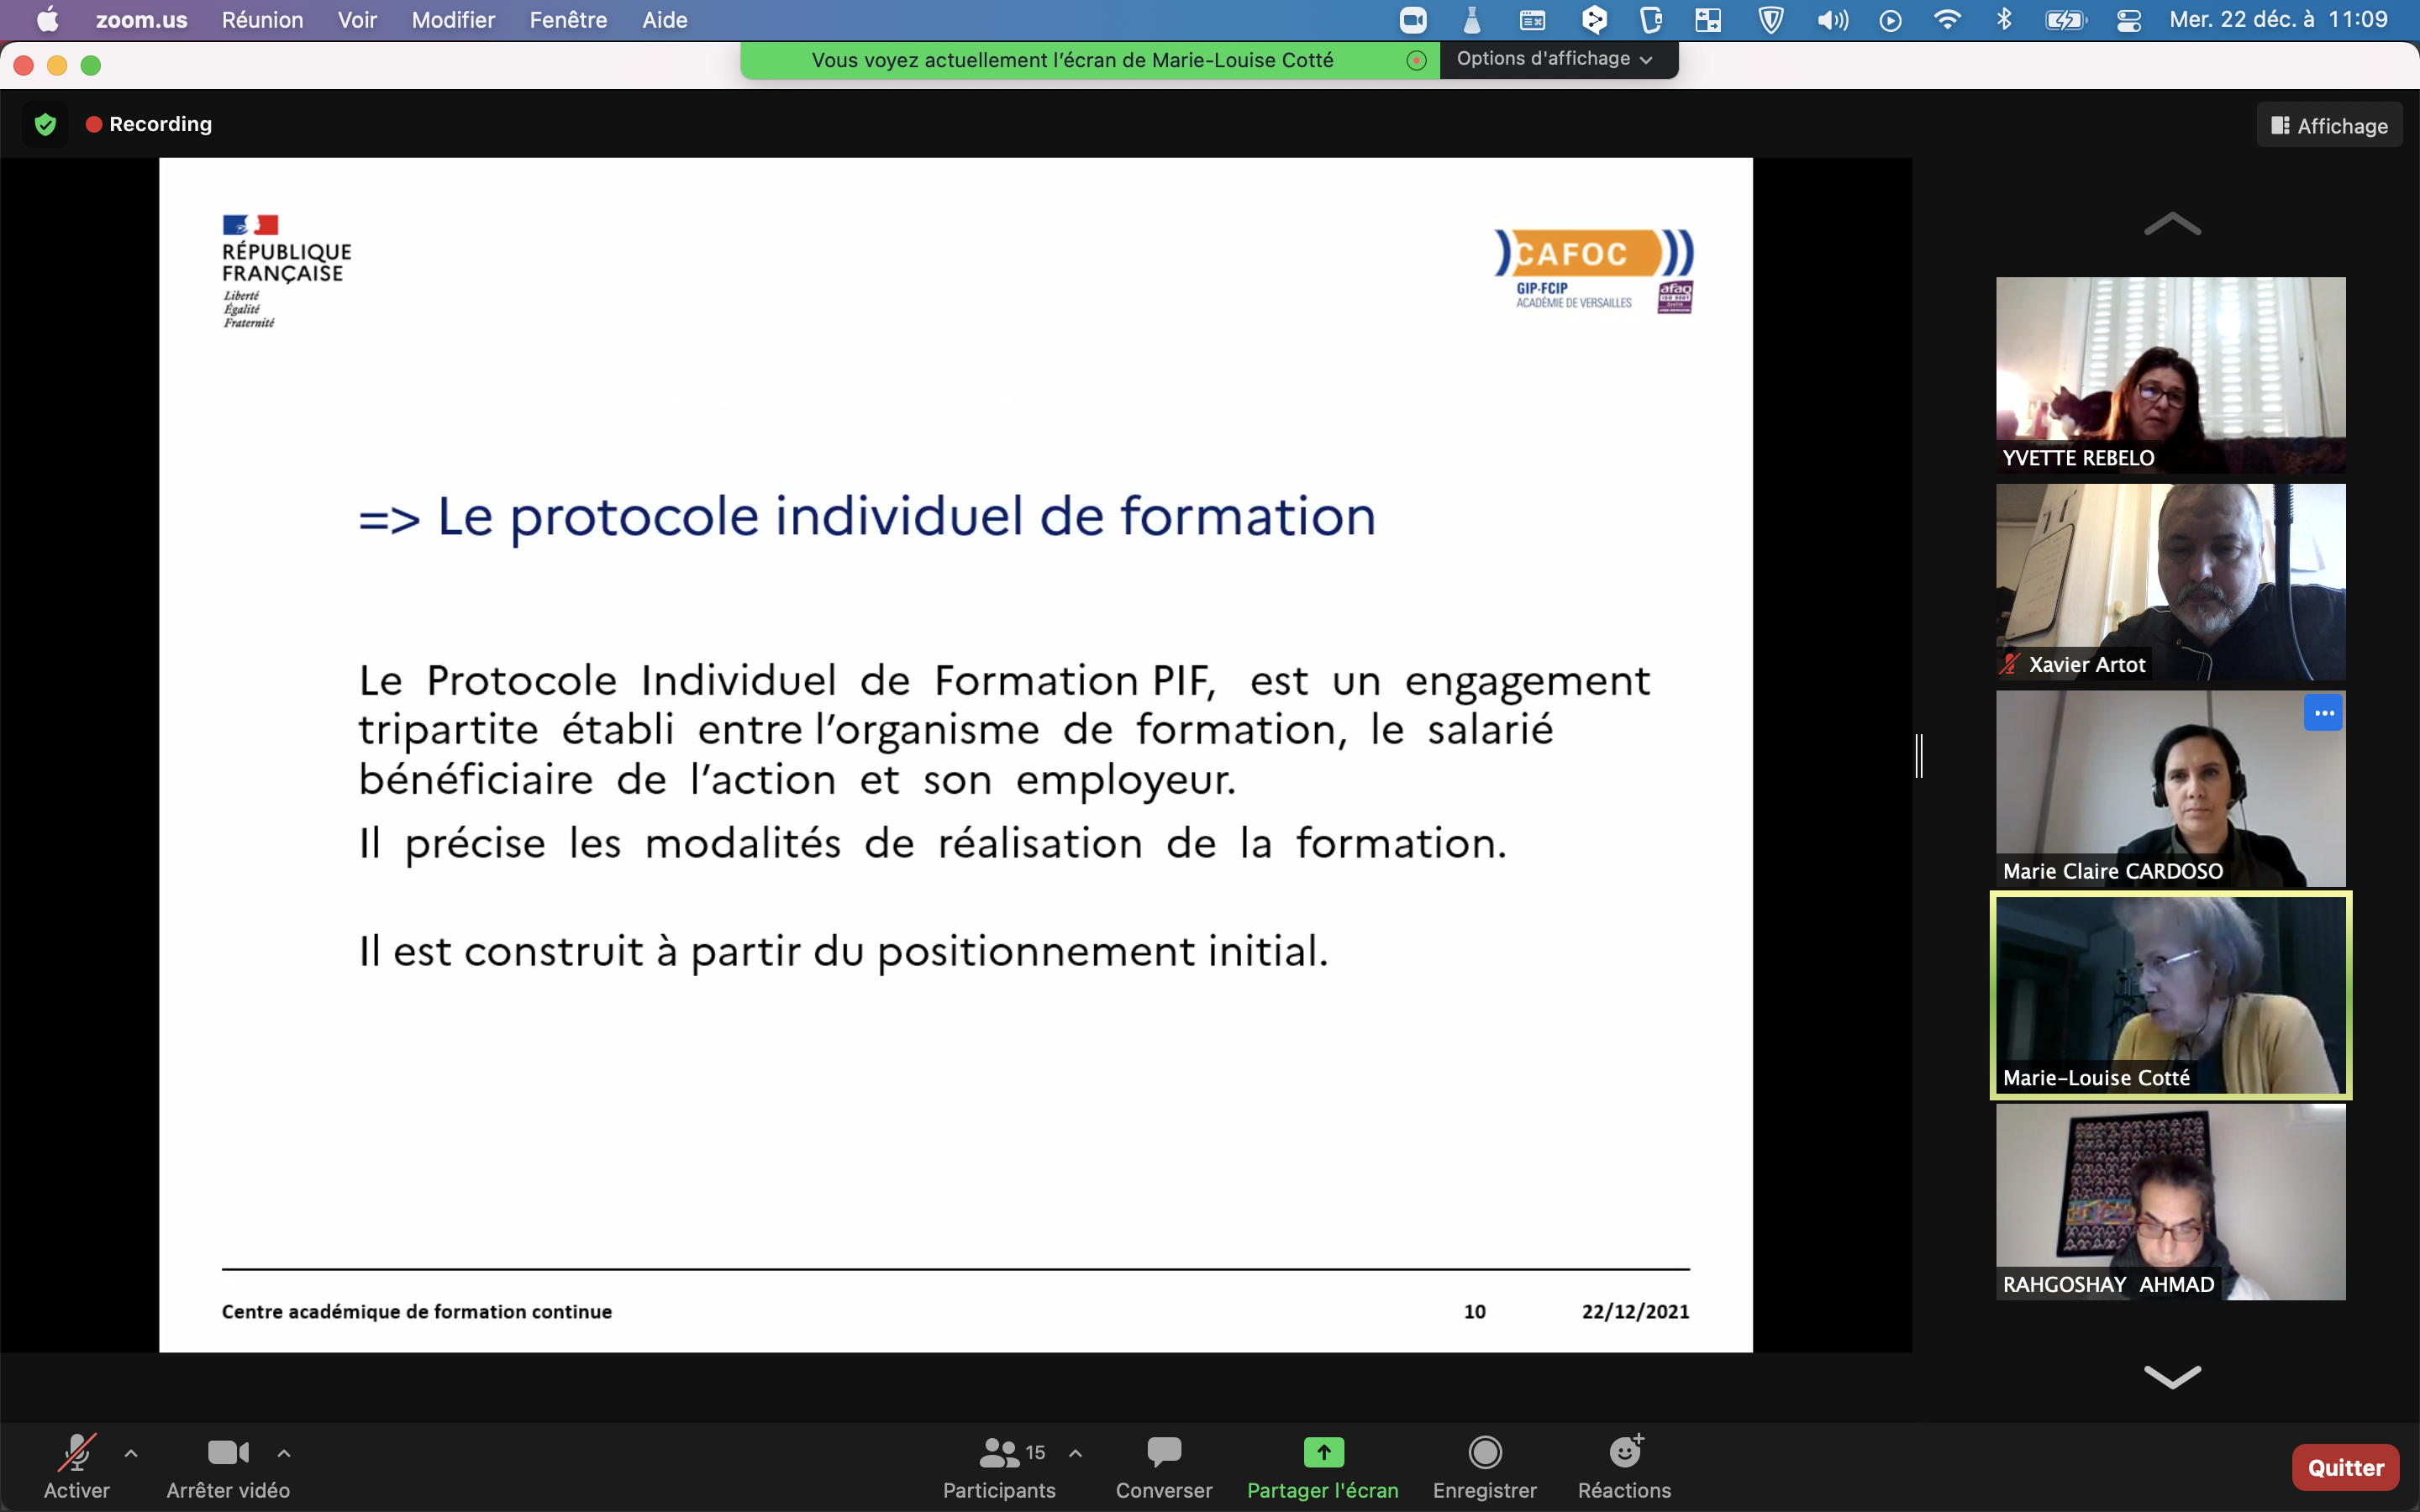 zoom.us Réunion Voir Modifier Fenêtre Aide
Mer. 22 déc. à 11:09
Vous voyez actuellement l'écran de Marie-Louise Cotté
Options d'affichage
Recording
Affichage
RÉPUBLIQUE
FRANÇAISE
Liberté
Égalité
Fraternité
CAFOC
GIP-FCIP
ACADÉMIE DE VERSAILLES
afaq
ISO 9001
=> Le protocole individuel de formation
Le Protocole Individuel de Formation PIF, est un engagement
tripartite établi entre l'organisme de formation, le salarié
bénéficiaire de l'action et son employeur.
Il précise les modalités de réalisation de la formation.
Il est construit à partir du positionnement initial.
Centre académique de formation continue
10
22/12/2021
YVETTE REBELO
Xavier Artot
Marie Claire CARDOSO
Marie-Louise Cotté
RAHGOSHAY AHMAD
Activer
Arrêter vidéo
15
Participants
Converser
Partager l'écran
Enregistrer
Réactions
Quitter